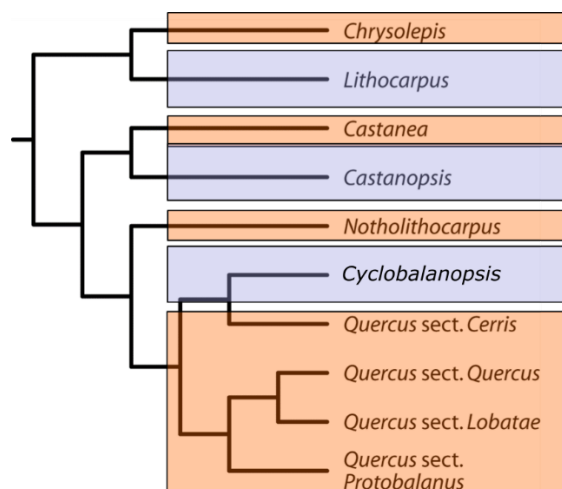 Chrysolepis
Lithocarpus
Castanea
Castanopsis
Notholithocarpus
Cyclobalanopsis
Quercus sect. Cerris
Quercus sect. Quercus
Quercus sect. Lobatae
Quercus sect.
Protobalanus